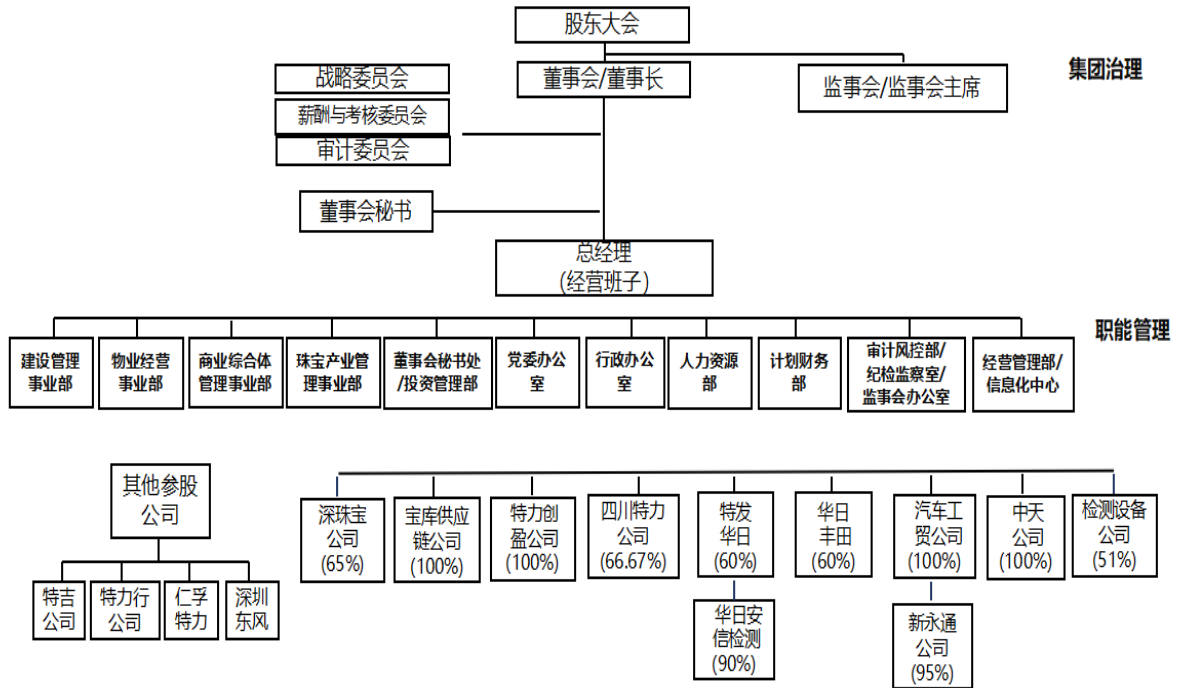 股东大会
集团治理
董事会/董事长
监事会/监事会主席
战略委员会
薪酬与考核委员会
审计委员会
董事会秘书
总经理
(经营班子)
职能管理
建设管理
事业部
物业经营
事业部
商业综合体
管理事业部
珠宝产业管
理事业部
董事会秘书处
/投资管理部
党委办公
室
行政办公
室
人力资源
部
计划财务
部
审计风控部/
纪检监察室/
监事会办公室
经营管理部/
信息化中心
其他参股
公司
特吉
公司
特力行
公司
仁孚
特力
深圳
东风
深珠宝
公司
(65%)
宝库供应
链公司
(100%)
特力创
盈公司
(100%)
四川特力
公司
(66.67%)
特发
华日
(60%)
华日
丰田
(60%)
汽车工
贸公司
(100%)
中天
公司
(100%)
检测设备
公司
(51%)
华日安
信检测
(90%)
新永通
公司
(95%)